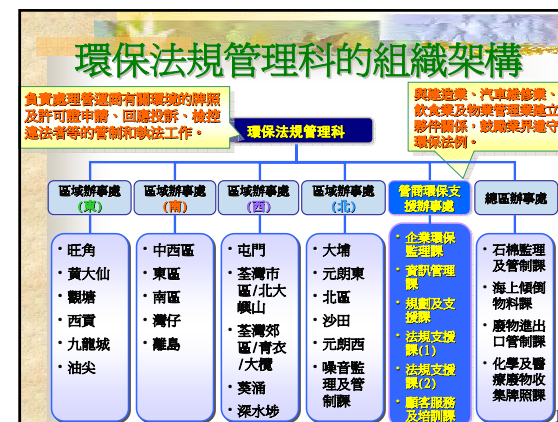 環保法規管理科的組織架構
負責處理營運商有關環境的牌照
及許可證申請、回應投訴、檢控
違法者等的管制和執法工作。
與建造業、汽車維修業、
飲食業及物業管理業建立
夥伴關係，鼓勵業界遵守
環保法例。
環保法規管理科
區域辦事處
(東)
區域辦事處
(南)
區域辦事處
(西)
區域辦事處
(北)
營商環保支
援辦事處
總區辦事處
·旺角
·黃大仙
·觀塘
·西貢
·九龍城
·油尖
·中西區
·東區
·南區
·灣仔
·離島
·屯門
·荃灣市
區/北大
嶼山
·荃灣郊
區/青衣
/大欖
·葵涌
·深水埗
·大埔
·元朗東
·北區
·沙田
·元朗西
·噪音監
理及管
制課
·企業環保
監理課
·資訊管理
課
·規劃及支
援課
·法規支援
課(1)
·法規支援
課(2)
·顧客服務
及培訓課
·石棉監理
及管制課
·海上傾倒
物料課
·廢物進出
口管制課
·化學及醫
療廢物收
集牌照課